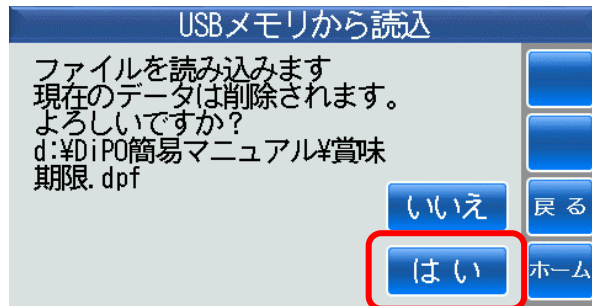 USBメモリから読込
ファイルを読み込みます
現在のデータは削除されます。
よろしいですか?
d:¥DiPO簡易マニュアル¥賞味
期限.dpf
いいえ
戻る
はい
ホーム